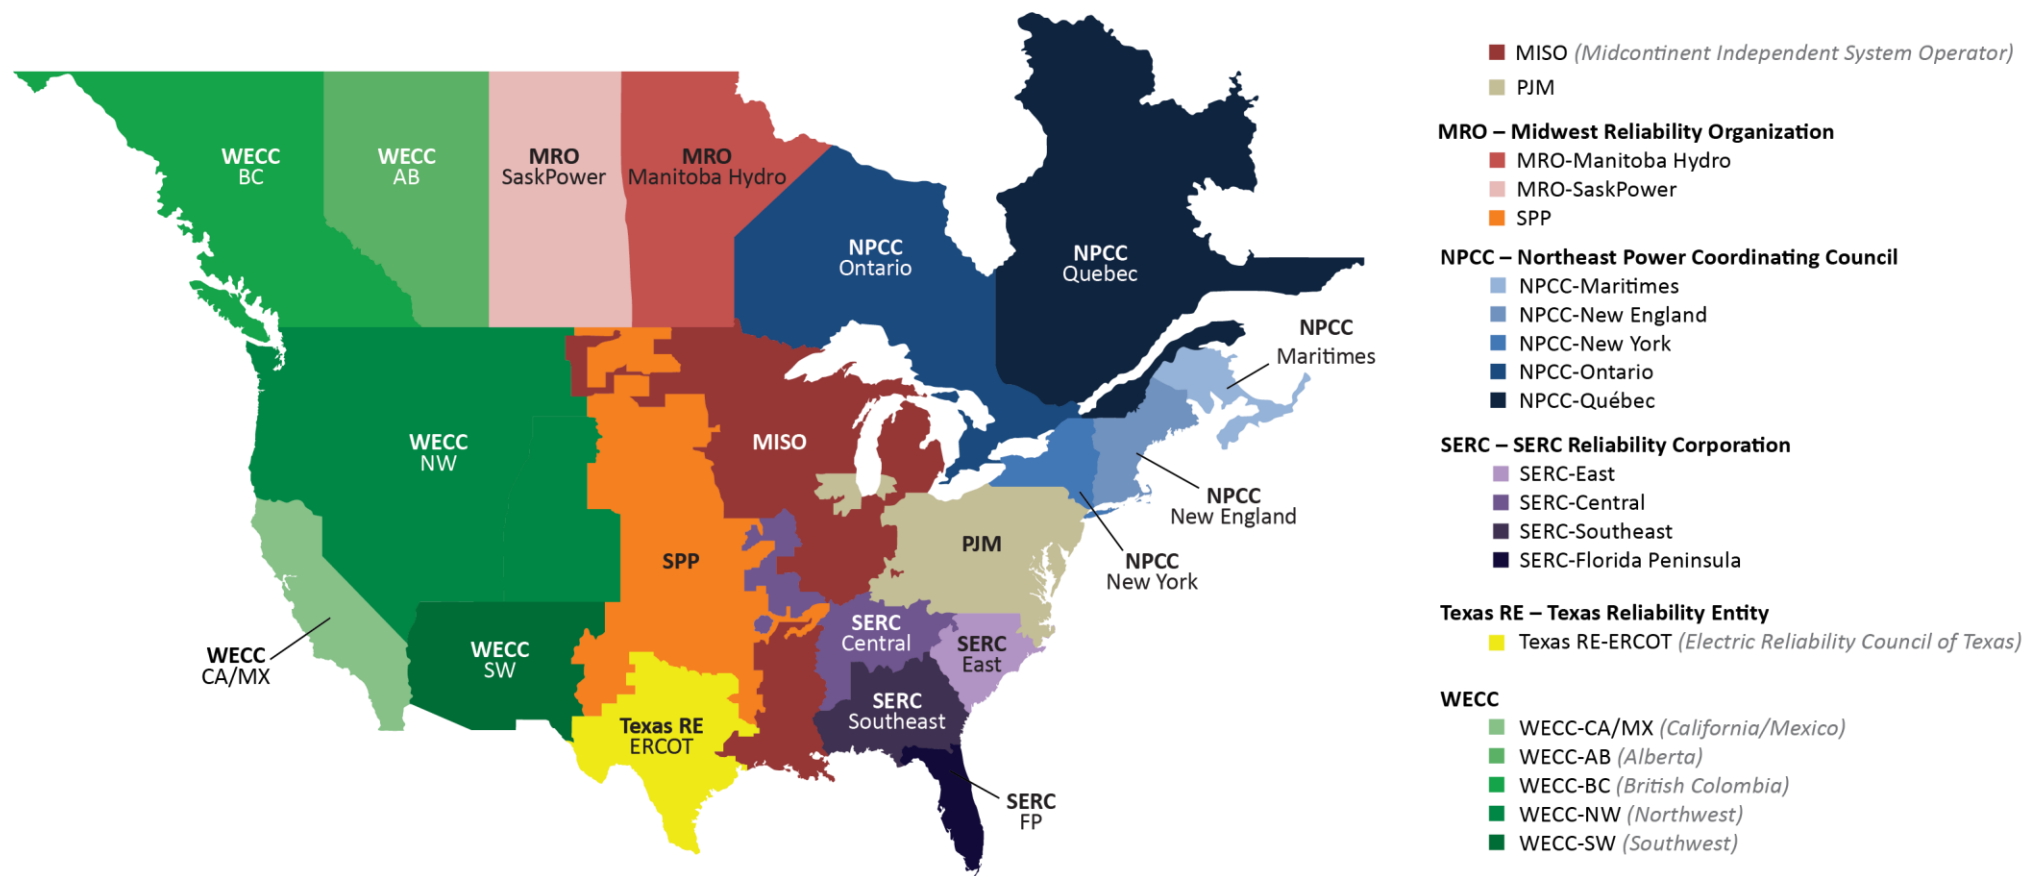 WECC
BC
WECC
AB
MRO
SaskPower
MRO
Manitoba Hydro
NPCC
Ontario
NPCC
Quebec
NPCC
Maritimes
WECC
NW
MISO
NPCC
New England
SPP
PJM
NPCC
New York
WECC
CA/MX
WECC
SW
SERC
Central
SERC
East
SERC
Southeast
Texas RE
ERCOT
SERC
FP
MISO (Midcontinent Independent System Operator)
PJM
MRO – Midwest Reliability Organization
MRO-Manitoba Hydro
MRO-SaskPower
SPP
NPCC – Northeast Power Coordinating Council
NPCC-Maritimes
NPCC-New England
NPCC-New York
NPCC-Ontario
NPCC-Québec
SERC – SERC Reliability Corporation
SERC-East
SERC-Central
SERC-Southeast
SERC-Florida Peninsula
Texas RE – Texas Reliability Entity
Texas RE-ERCOT (Electric Reliability Council of Texas)
WECC
WECC-CA/MX (California/Mexico)
WECC-AB (Alberta)
WECC-BC (British Colombia)
WECC-NW (Northwest)
WECC-SW (Southwest)